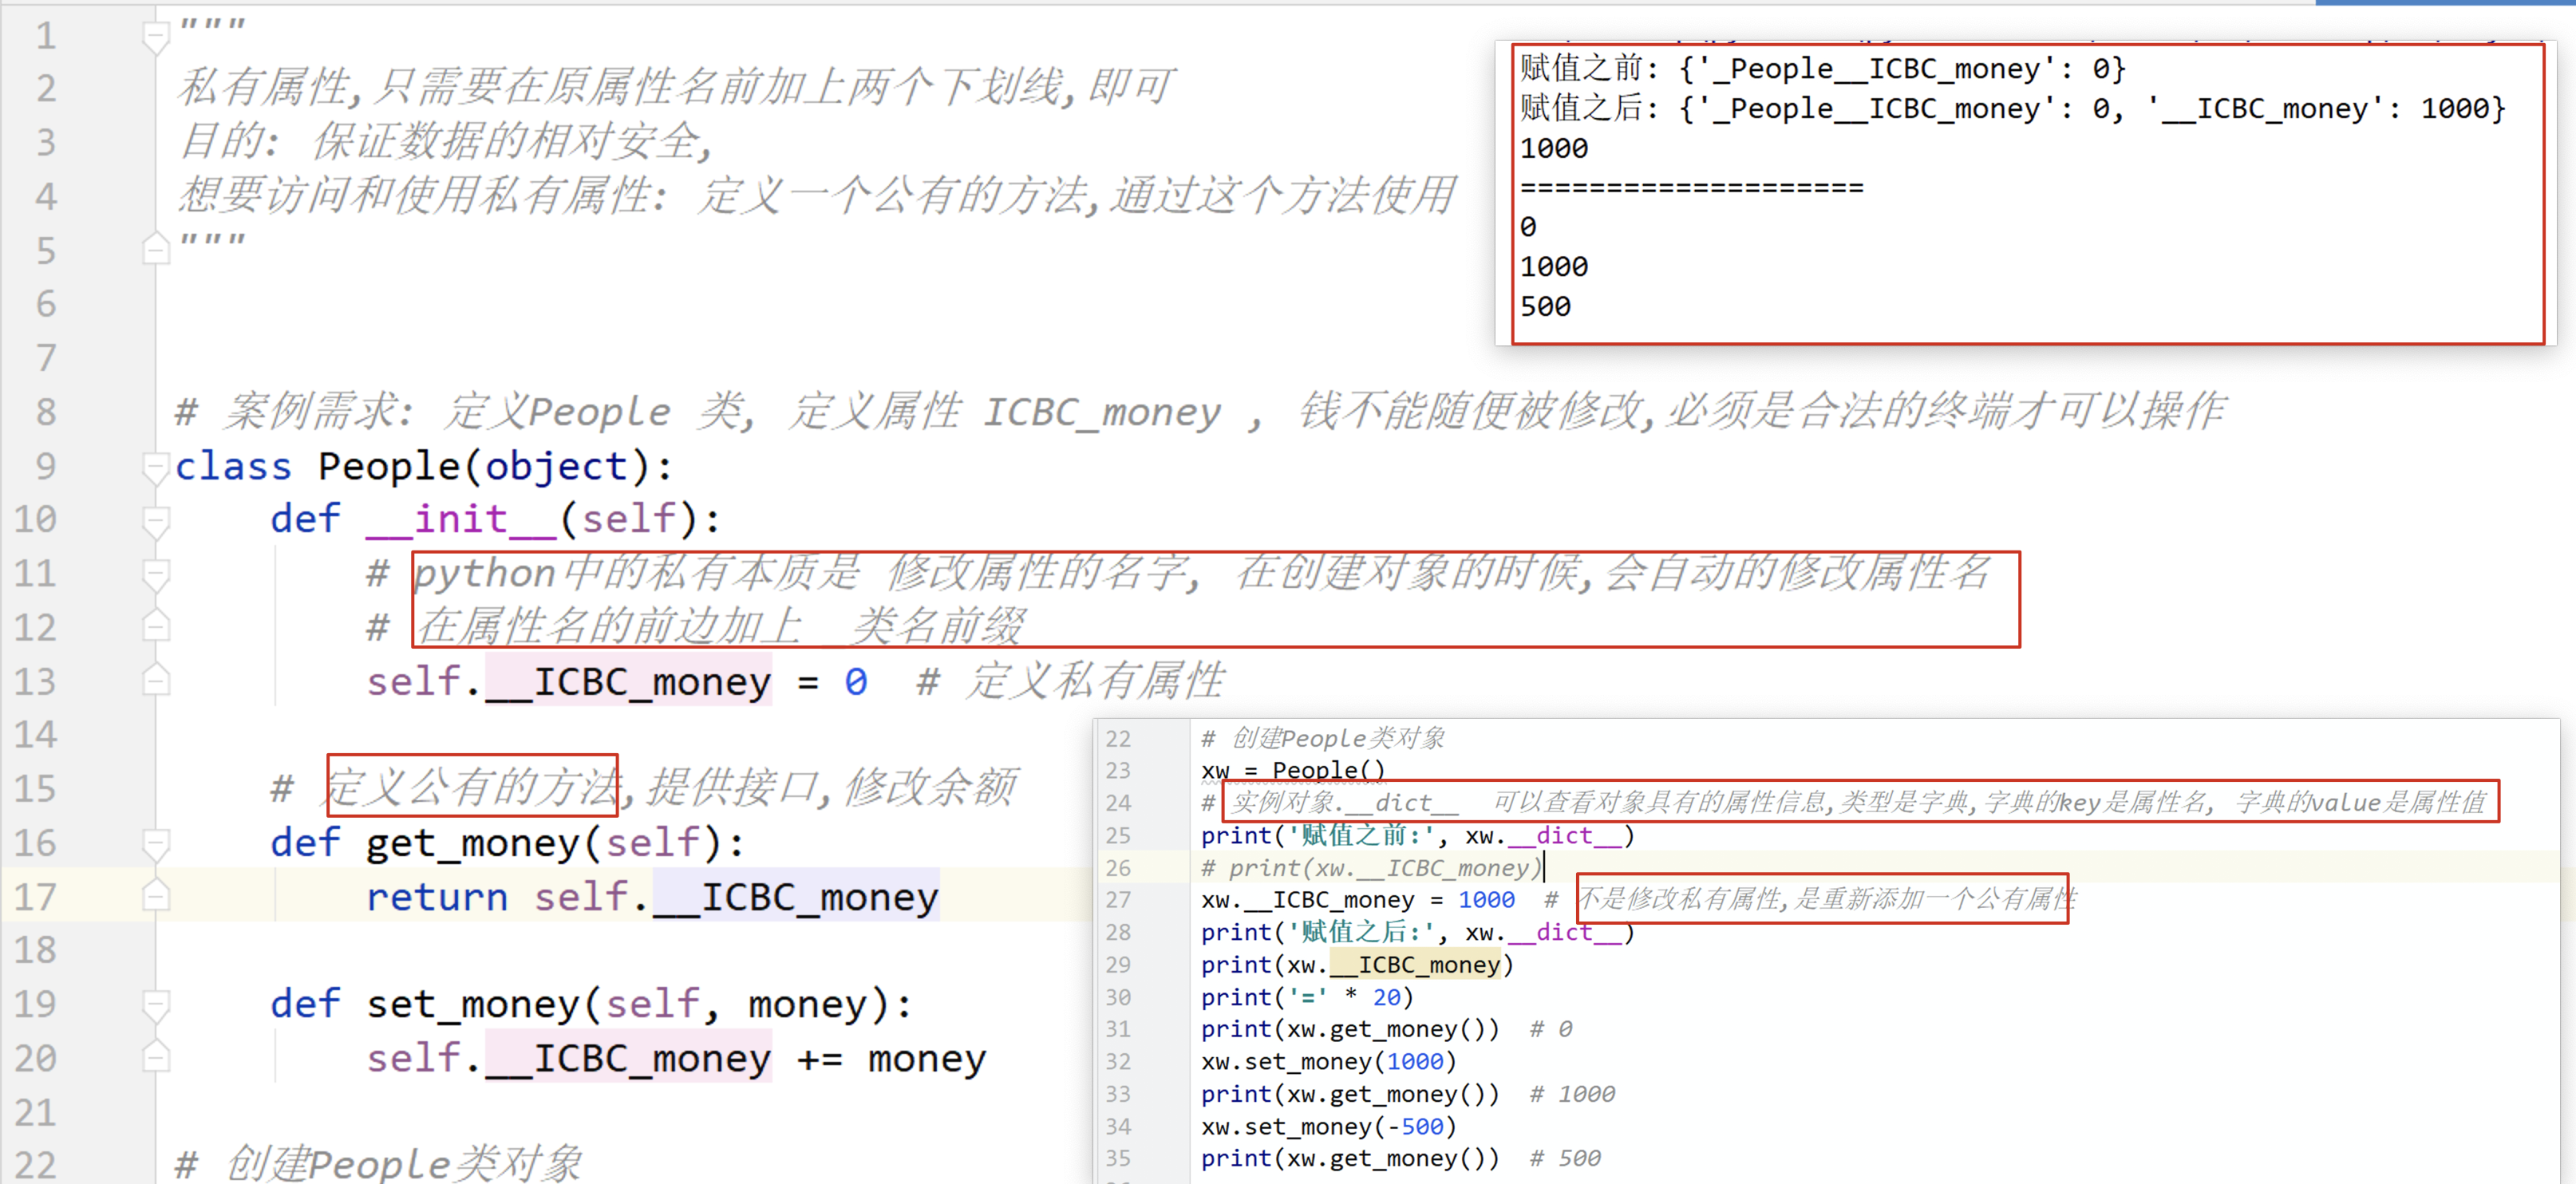 1 """
2 私有属性,只需要在原属性名前加上两个下划线,即可
3 目的: 保证数据的相对安全,
4 想要访问和使用私有属性: 定义一个公有的方法,通过这个方法使用
5 """
6
7
8 # 案例需求: 定义People 类, 定义属性 ICBC_money , 钱不能随便被修改,必须是合法的终端才可以操作
9 class People(object):
10     def __init__(self):
11         # python中的私有本质是 修改属性的名字, 在创建对象的时候,会自动的修改属性名
12         # 在属性名的前边加上__类名前缀
13         self.__ICBC_money = 0  # 定义私有属性
14
15     # 定义公有的方法,提供接口,修改余额
16     def get_money(self):
17         return self.__ICBC_money
18
19     def set_money(self, money):
20         self.__ICBC_money += money
21
22 # 创建People类对象
赋值之前: {'_People__ICBC_money': 0}
赋值之后: {'_People__ICBC_money': 0, '__ICBC_money': 1000}
1000
====================
0
1000
500
22 # 创建People类对象
23 xw = People()
24 # 实例对象.__dict__  可以查看对象具有的属性信息,类型是字典,字典的key是属性名, 字典的value是属性值
25 print('赋值之前:', xw.__dict__)
26 # print(xw.__ICBC_money)
27 xw.__ICBC_money = 1000  # 不是修改私有属性,是重新添加一个公有属性
28 print('赋值之后:', xw.__dict__)
29 print(xw.__ICBC_money)
30 print('=' * 20)
31 print(xw.get_money())  # 0
32 xw.set_money(1000)
33 print(xw.get_money())  # 1000
34 xw.set_money(-500)
35 print(xw.get_money())  # 500